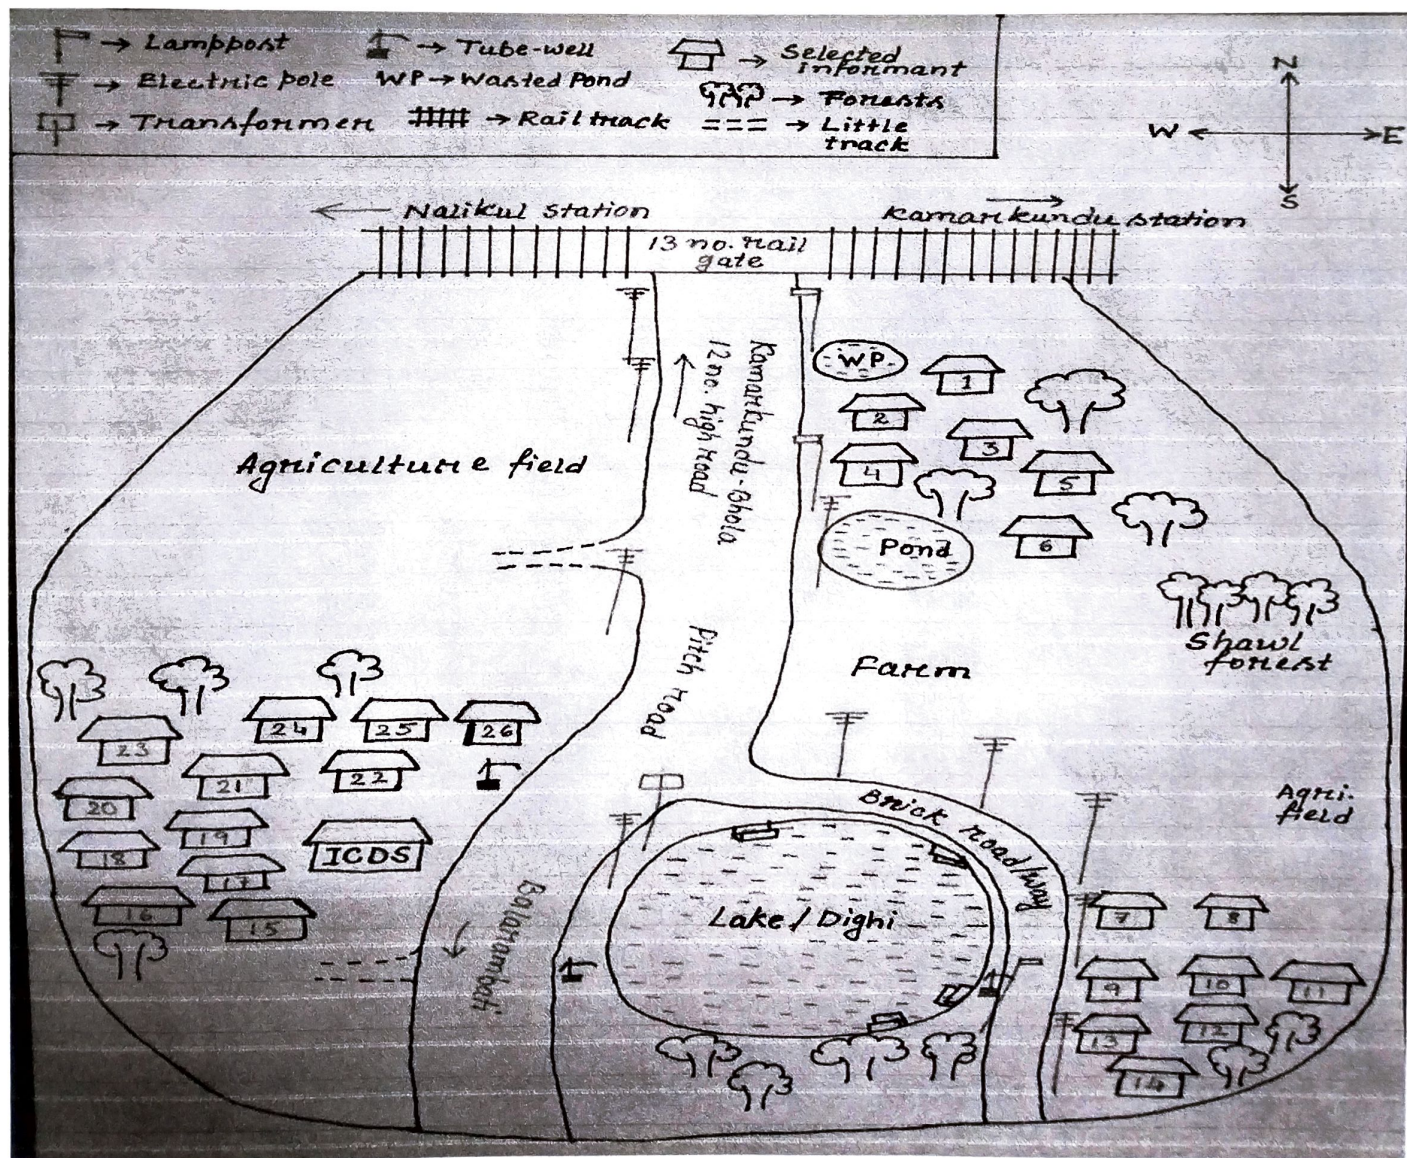 → Lamppost
→ Tube-well
→ Selected
informant
→ Electric pole
WP → Wasted Pond
→ Forests
→ Transformer
→ Rail track
→ Little
track
N
W
E
S
← Nalikul station
→
Kamarkundu station
13 no. rail
gate
Kamarkundu-Bhola
12 no. high road
WP
1
2
3
4
5
6
Pond
Agriculture field
Shawl
forest
Farm
Pitch road
Brick road/way
Agri.
field
23
24
25
26
20
21
22
18
19
ICDS
17
16
15
Lake / Dighi
7
8
9
10
11
13
12
14